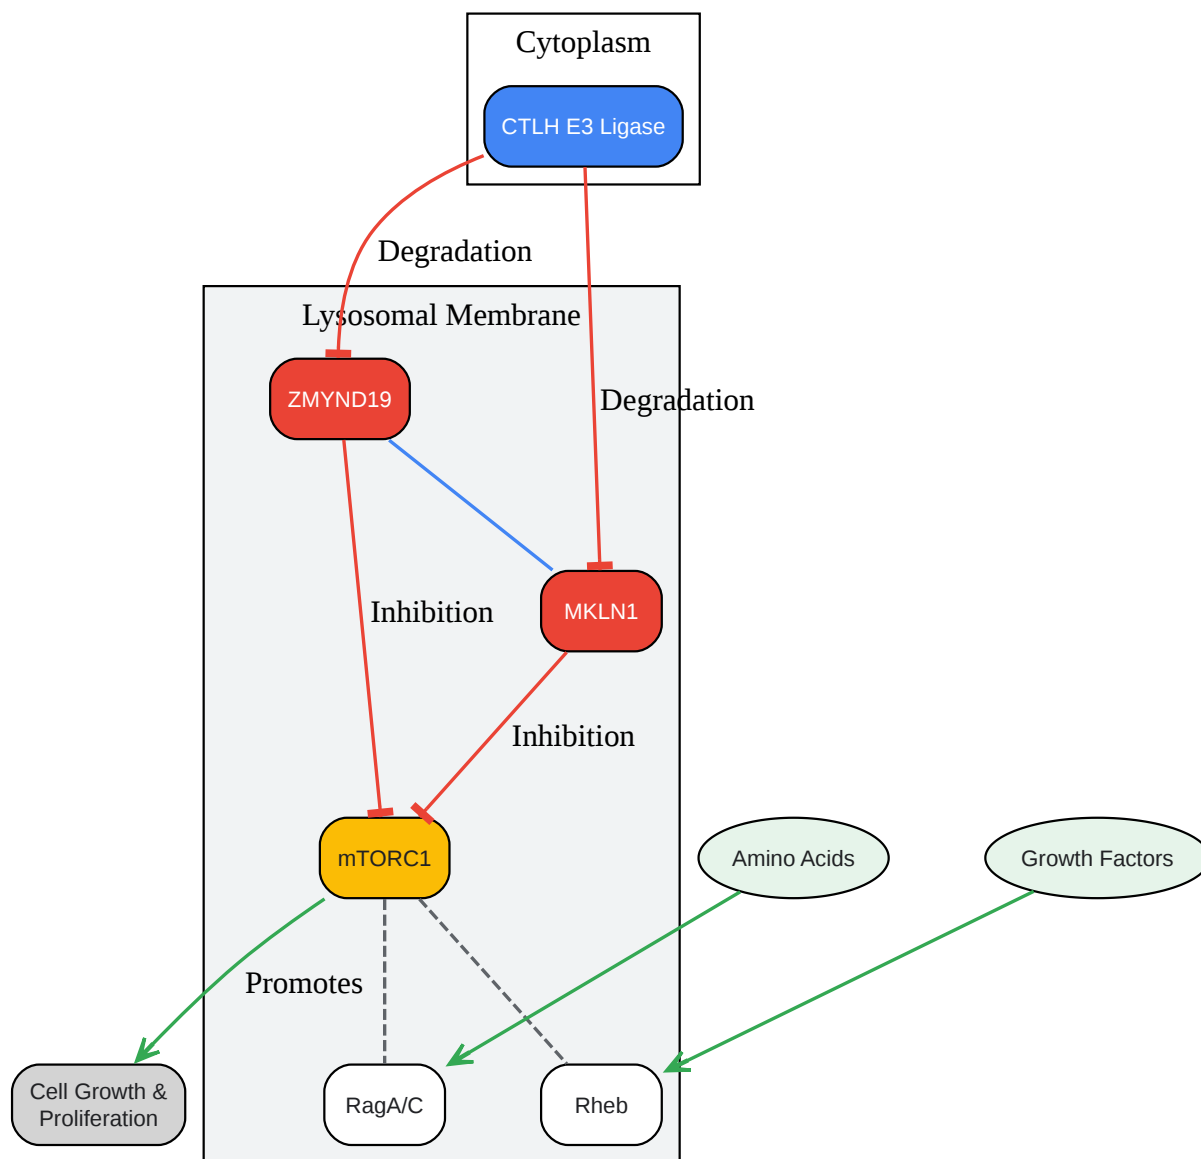 Cytoplasm
CTLH E3 Ligase
Degradation
Lysosomal Membrane
ZMYND19
Degradation
Inhibition
MKLN1
Inhibition
mTORC1
Amino Acids
Growth Factors
Promotes
Cell Growth &
Proliferation
RagA/C
Rheb